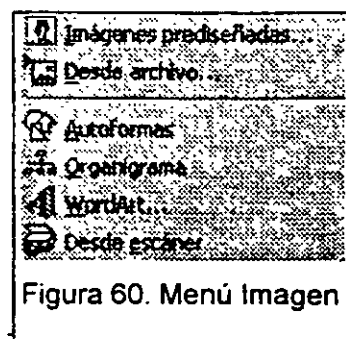 Imágenes prediseñadas...
Desde archivo...
Autoformas
Organigrama
WordArt...
Desde escáner
Figura 60. Menú Imagen